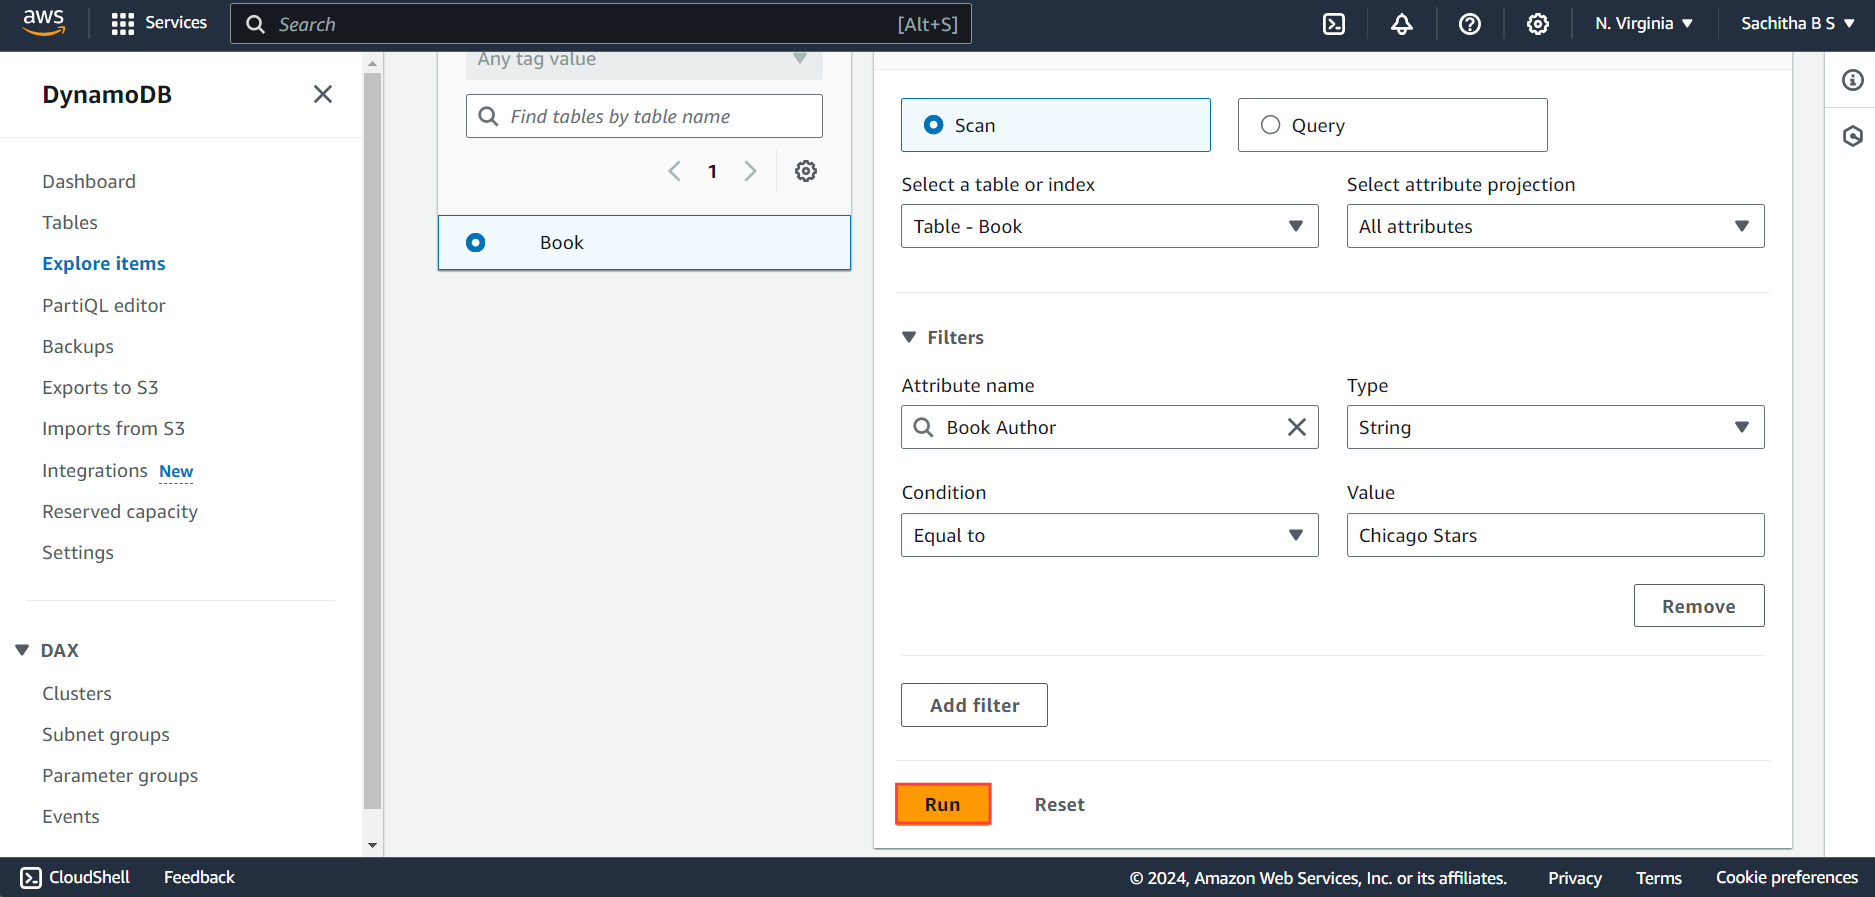 aws
Services
Search
[Alt+S]
N. Virginia
Sachitha B S
DynamoDB
Dashboard
Tables
Explore items
PartiQL editor
Backups
Exports to S3
Imports from S3
Integrations New
Reserved capacity
Settings
DAX
Clusters
Subnet groups
Parameter groups
Events
Any tag value
Find tables by table name
1
Book
Scan
Query
Select a table or index
Select attribute projection
Table - Book
All attributes
Filters
Attribute name
Type
Book Author
String
Condition
Value
Equal to
Chicago Stars
Remove
Add filter
Run
Reset
CloudShell
Feedback
© 2024, Amazon Web Services, Inc. or its affiliates.
Privacy
Terms
Cookie preferences